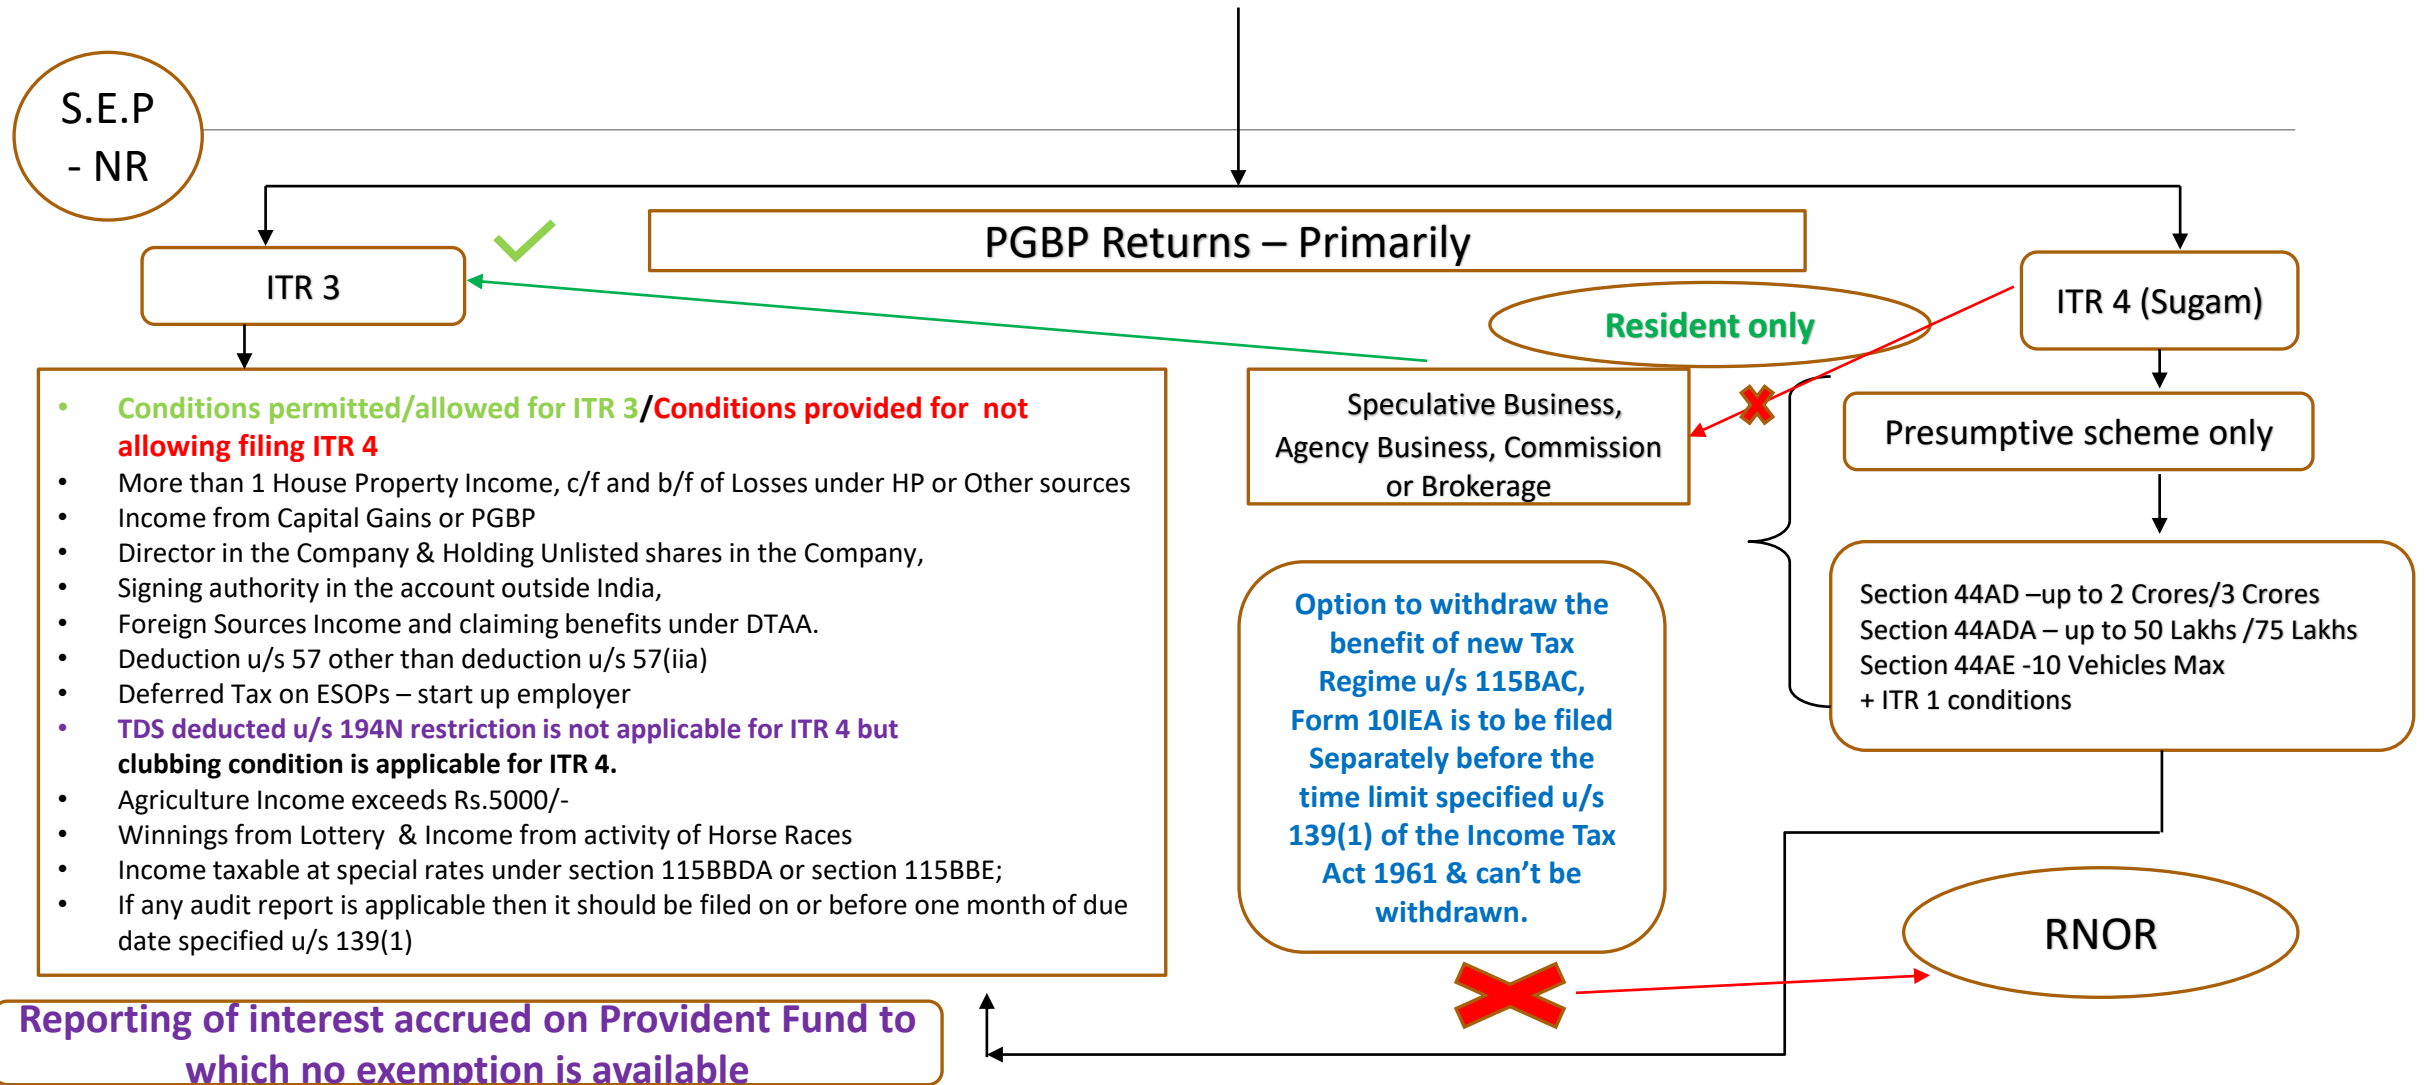 S.E.P
- NR
PGBP Returns – Primarily
ITR 3
ITR 4 (Sugam)
Resident only
• Conditions permitted/allowed for ITR 3/Conditions provided for not
allowing filing ITR 4
• More than 1 House Property Income, c/f and b/f of Losses under HP or Other sources
• Income from Capital Gains or PGBP
• Director in the Company & Holding Unlisted shares in the Company,
• Signing authority in the account outside India,
• Foreign Sources Income and claiming benefits under DTAA.
• Deduction u/s 57 other than deduction u/s 57(iia)
• Deferred Tax on ESOPs – start up employer
• TDS deducted u/s 194N restriction is not applicable for ITR 4 but
clubbing condition is applicable for ITR 4.
• Agriculture Income exceeds Rs.5000/-
• Winnings from Lottery & Income from activity of Horse Races
• Income taxable at special rates under section 115BBDA or section 115BBE;
• If any audit report is applicable then it should be filed on or before one month of due
date specified u/s 139(1)
Speculative Business,
Agency Business, Commission
or Brokerage
Presumptive scheme only
Option to withdraw the
benefit of new Tax
Regime u/s 115BAC,
Form 10IEA is to be filed
Separately before the
time limit specified u/s
139(1) of the Income Tax
Act 1961 & can't be
withdrawn.
Section 44AD –up to 2 Crores/3 Crores
Section 44ADA – up to 50 Lakhs /75 Lakhs
Section 44AE -10 Vehicles Max
+ ITR 1 conditions
RNOR
Reporting of interest accrued on Provident Fund to
which no exemption is available